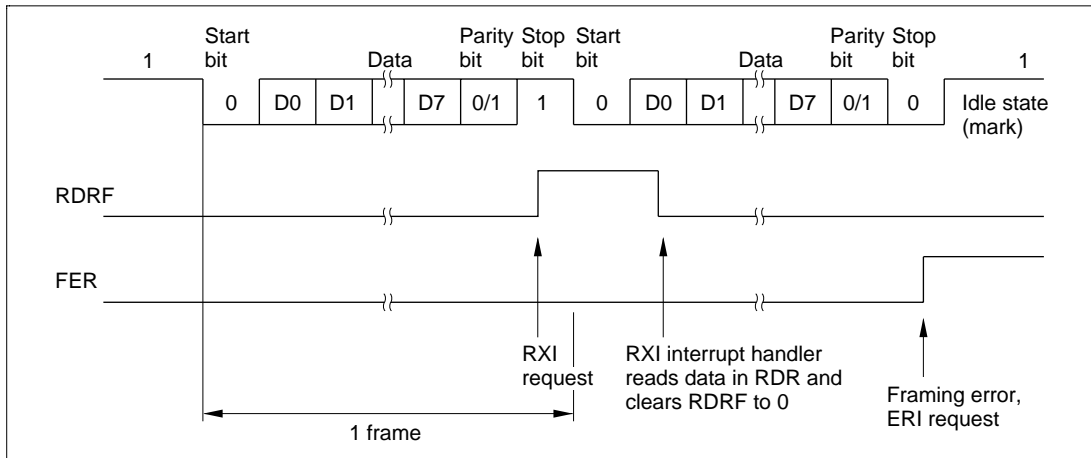 1
Start bit
Data
Parity bit
Stop bit
Start bit
Data
Parity bit
Stop bit
1
0 D0 D1 D7 0/1 1 0 D0 D1 D7 0/1 0
Idle state
(mark)
RDRF
FER
RXI
request
RXI interrupt handler
reads data in RDR and
clears RDRF to 0
Framing error,
ERI request
1 frame